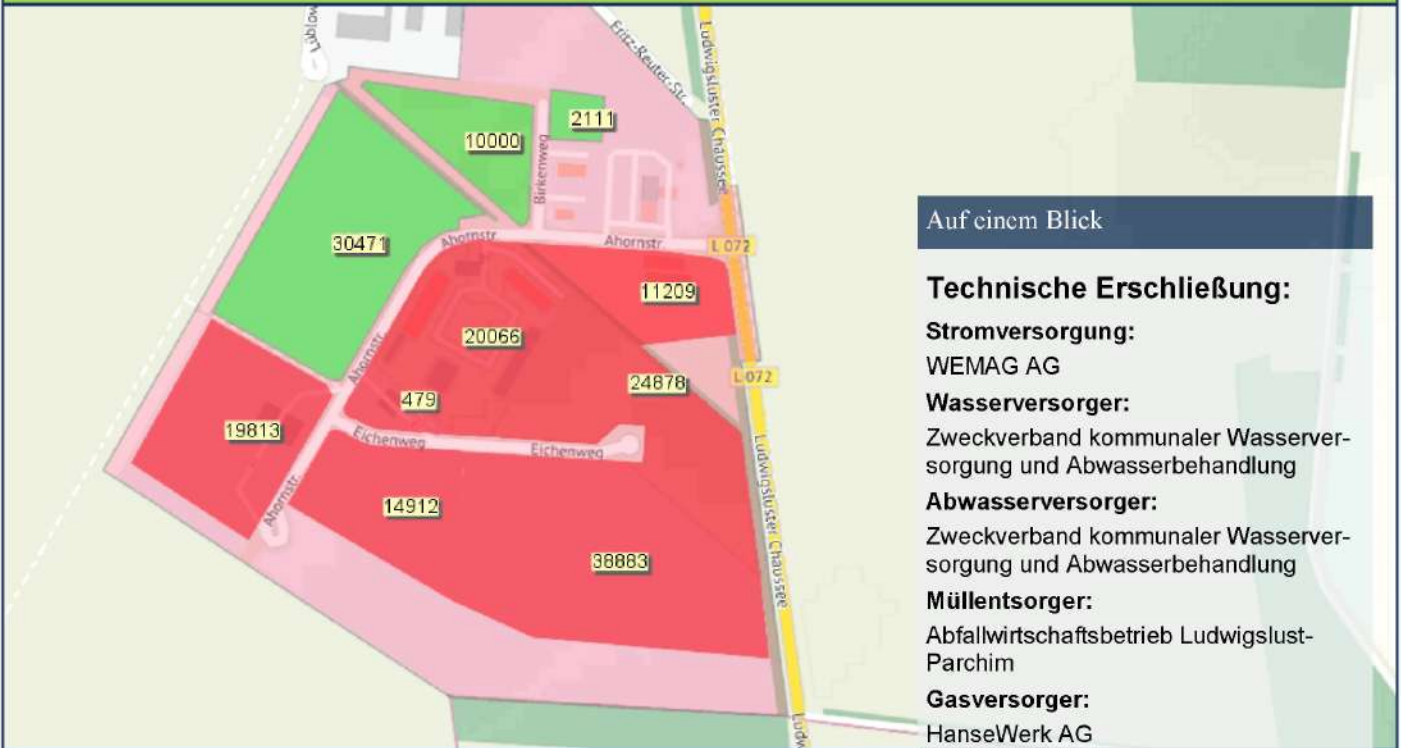 Lüblow
Fritz-Reuter-Str.
Ludwigsluster Chaussee
2111
10000
Birkenweg
30471
Ahornstr.
Ahornstr.
L 072
11209
20066
Ahornstr.
L 072
24878
479
19813
Eichenweg
Eichenweg
Ludwigsluster Chaussee
Ahornstr.
14912
38883
Ludw
Auf einem Blick
Technische Erschließung:
Stromversorgung:
WEMAG AG
Wasserversorger:
Zweckverband kommunaler Wasserver-
sorgung und Abwasserbehandlung
Abwasserversorger:
Zweckverband kommunaler Wasserver-
sorgung und Abwasserbehandlung
Müllentsorger:
Abfallwirtschaftsbetrieb Ludwigslust-
Parchim
Gasversorger:
HanseWerk AG